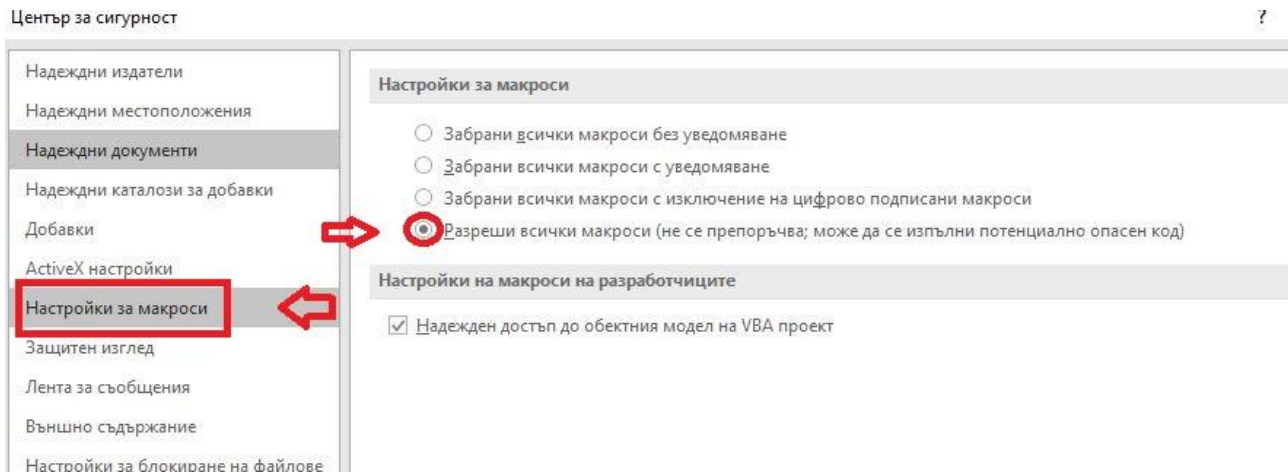 Център за сигурност
?
Надеждни издатели
Надеждни местоположения
Надеждни документи
Надеждни каталози за добавки
Добавки
ActiveX настройки
Настройки за макроси
Защитен изглед
Лента за съобщения
Външно съдържание
Настройки за блокиране на файлове
Настройки за макроси
Забрани всички макроси без уведомяване
Забрани всички макроси с уведомяване
Забрани всички макроси с изключение на цифрово подписани макроси
Разреши всички макроси (не се препоръчва; може да се изпълни потенциално опасен код)
Настройки на макроси на разработчиците
Надежден достъп до обектния модел на VBA проект